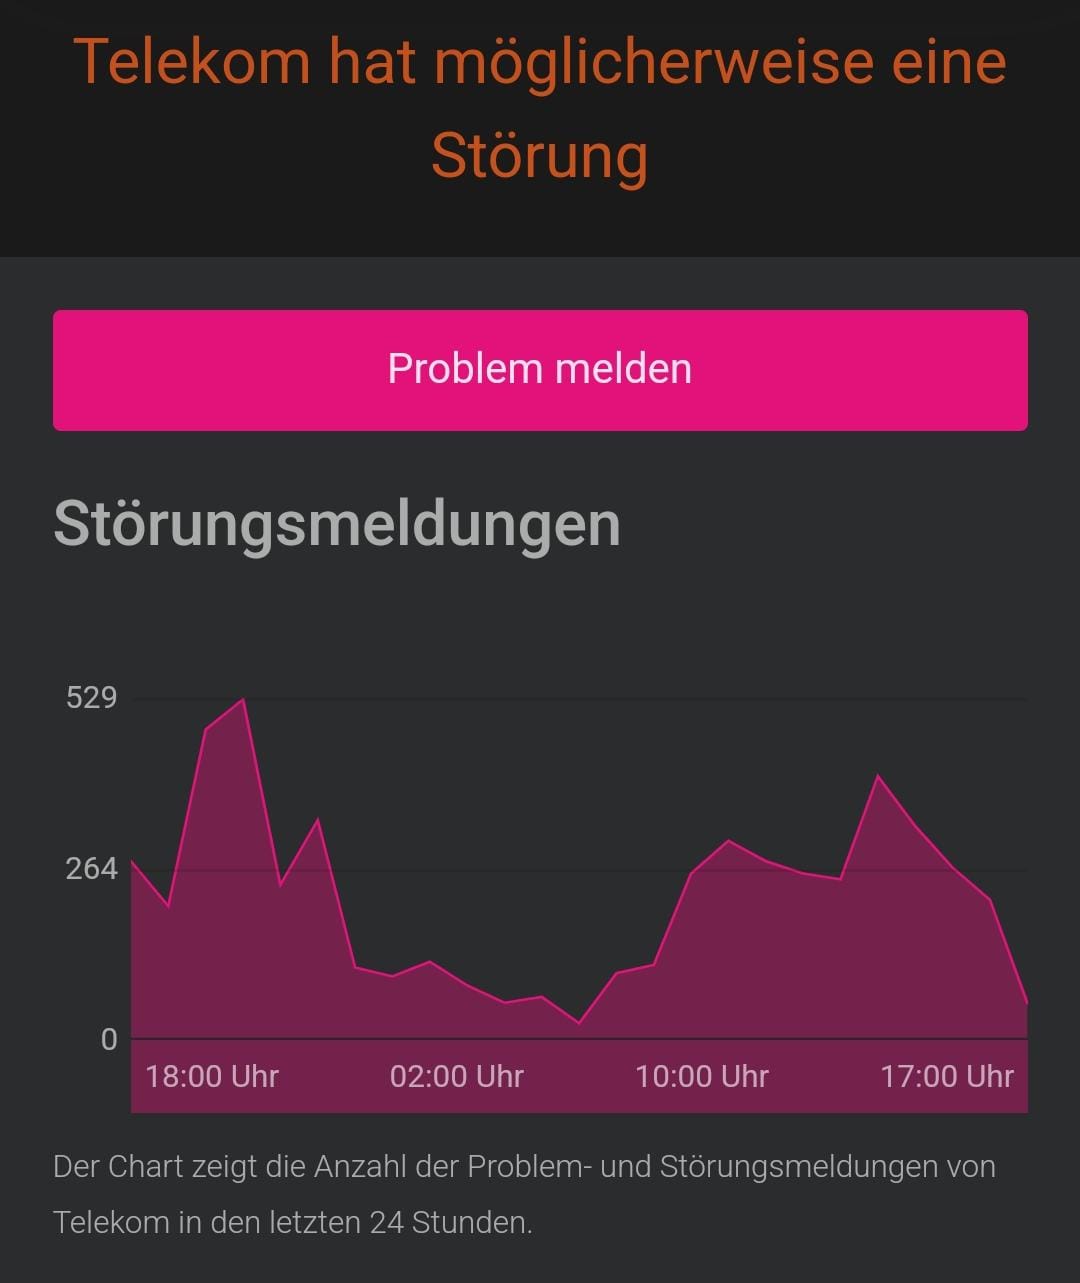 Telekom hat möglicherweise eine
Störung
Problem melden
Störungsmeldungen
529
264
0
18:00 Uhr 02:00 Uhr 10:00 Uhr 17:00 Uhr
Der Chart zeigt die Anzahl der Problem- und Störungsmeldungen von
Telekom in den letzten 24 Stunden.